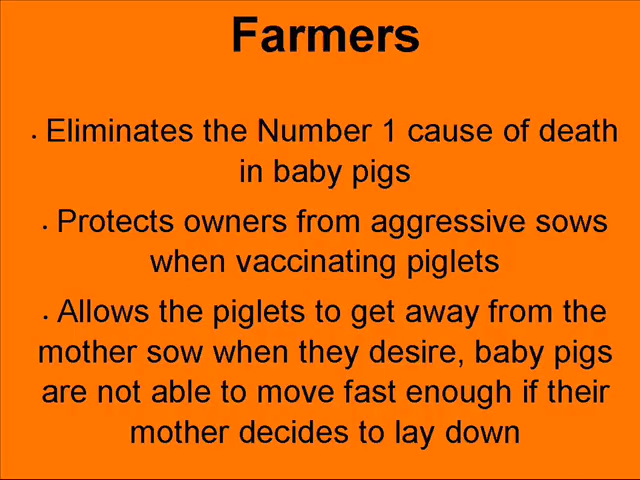 Farmers
• Eliminates the Number 1 cause of death
in baby pigs
• Protects owners from aggressive sows
when vaccinating piglets
• Allows the piglets to get away from the
mother sow when they desire, baby pigs
are not able to move fast enough if their
mother decides to lay down